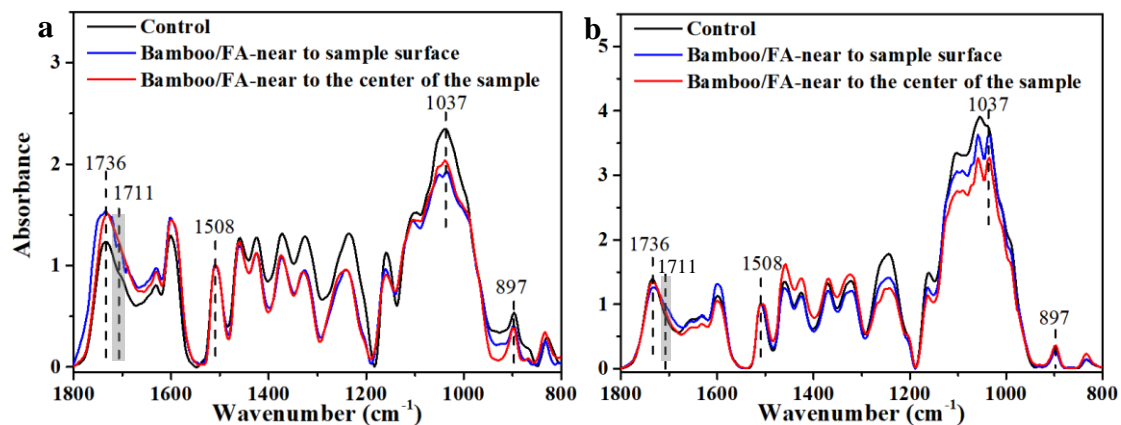 a
Control
Bamboo/FA-near to sample surface
Bamboo/FA-near to the center of the sample
1736
1711
1508
1037
897
Absorbance
3
2
1
0
1800
1600
1400
1200
1000
800
Wavenumber (cm⁻¹)
b
Control
Bamboo/FA-near to sample surface
Bamboo/FA-near to the center of the sample
1736
1711
1508
1037
897
5
4
3
2
1
0
1800
1600
1400
1200
1000
800
Wavenumber (cm⁻¹)